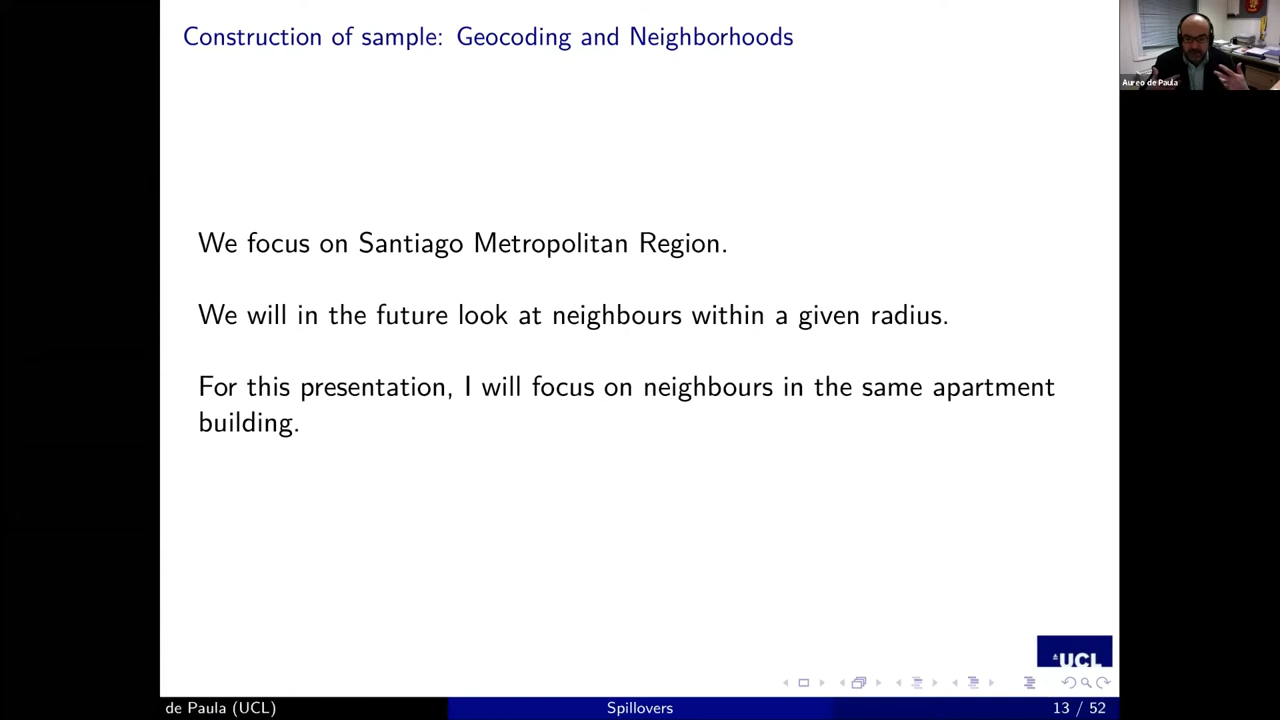 Construction of sample: Geocoding and Neighborhoods
Aureo de Paula
We focus on Santiago Metropolitan Region.
We will in the future look at neighbours within a given radius.
For this presentation, I will focus on neighbours in the same apartment
building.
UCL
de Paula (UCL)
Spillovers
13 / 52